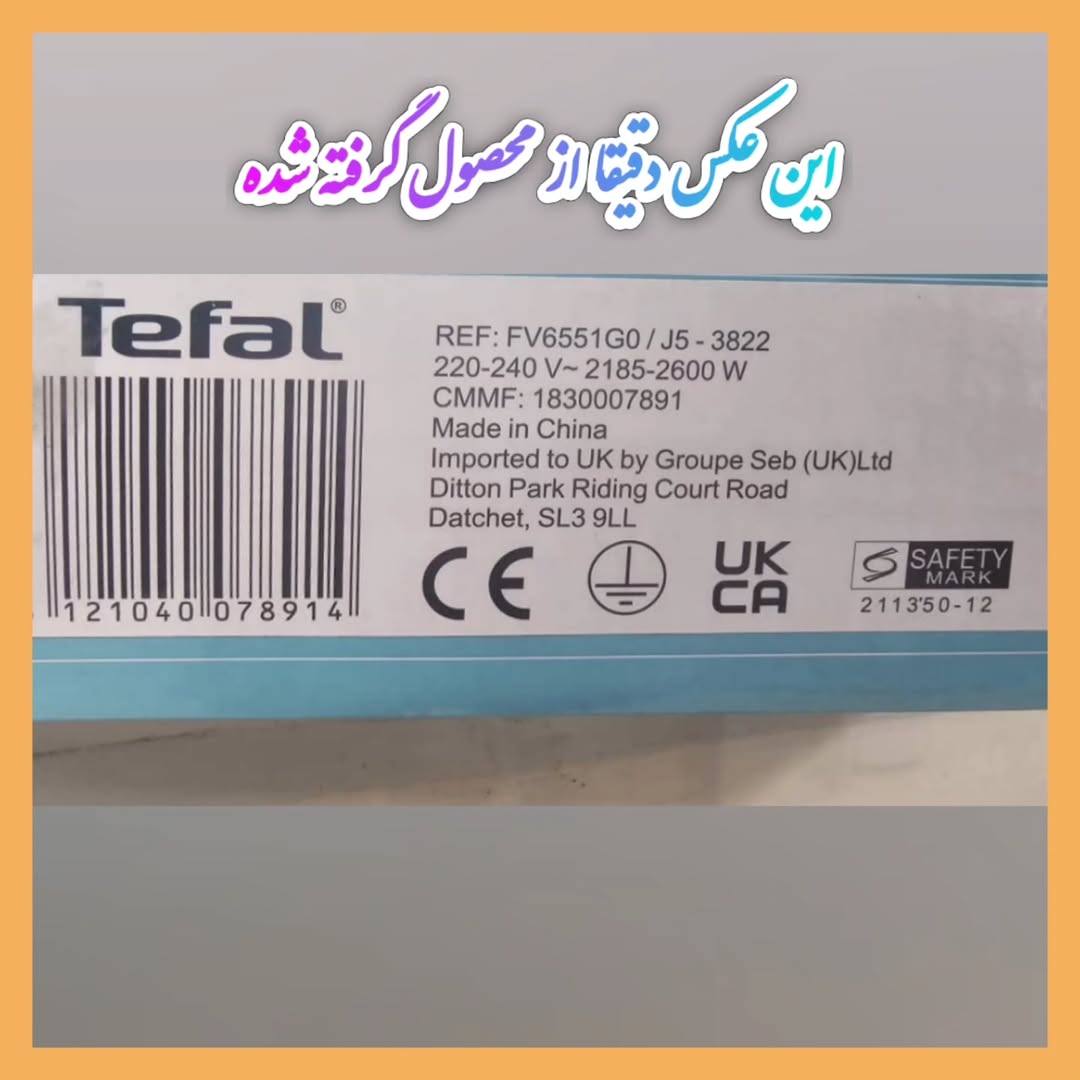 این عکس دقیقا از محصول گرفته شده
Tefal®
REF: FV6551G0 / J5 - 3822
220-240 V~ 2185-2600 W
CMMF: 1830007891
Made in China
Imported to UK by Groupe Seb (UK)Ltd
Ditton Park Riding Court Road
Datchet, SL3 9LL
CE
UK
CA
SAFETY
MARK
211350-12
121040 078914